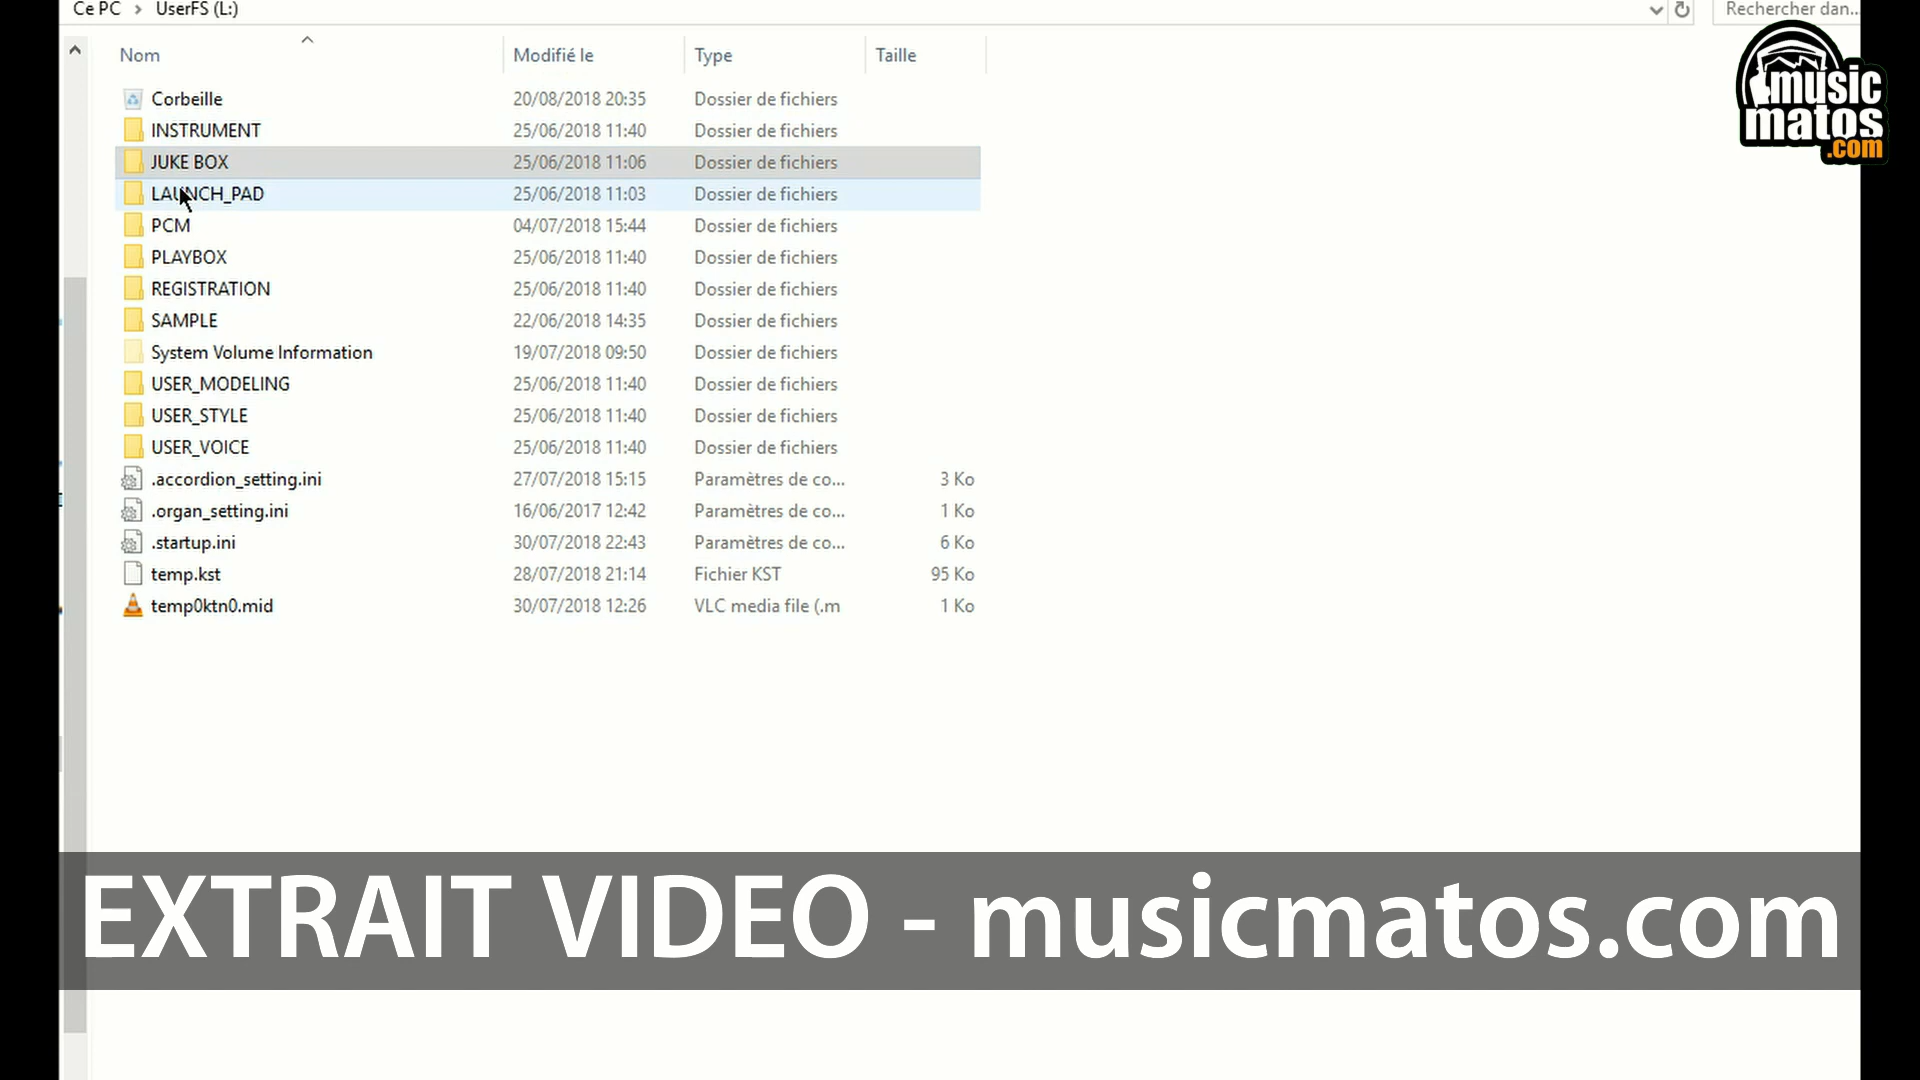 Ce PC > UserFS (L:)
Rechercher dan...
Nom Modifié le Type Taille
Corbeille 20/08/2018 20:35 Dossier de fichiers
INSTRUMENT 25/06/2018 11:40 Dossier de fichiers
JUKE BOX 25/06/2018 11:06 Dossier de fichiers
LAUNCH_PAD 25/06/2018 11:03 Dossier de fichiers
PCM 04/07/2018 15:44 Dossier de fichiers
PLAYBOX 25/06/2018 11:40 Dossier de fichiers
REGISTRATION 25/06/2018 11:40 Dossier de fichiers
SAMPLE 22/06/2018 14:35 Dossier de fichiers
System Volume Information 19/07/2018 09:50 Dossier de fichiers
USER_MODELING 25/06/2018 11:40 Dossier de fichiers
USER_STYLE 25/06/2018 11:40 Dossier de fichiers
USER_VOICE 25/06/2018 11:40 Dossier de fichiers
.accordion_setting.ini 27/07/2018 15:15 Paramètres de co... 3 Ko
.organ_setting.ini 16/06/2017 12:42 Paramètres de co... 1 Ko
.startup.ini 30/07/2018 22:43 Paramètres de co... 6 Ko
temp.kst 28/07/2018 21:14 Fichier KST 95 Ko
temp0ktn0.mid 30/07/2018 12:26 VLC media file (.m 1 Ko
music
matos
.com
EXTRAIT VIDEO - musicmatos.com